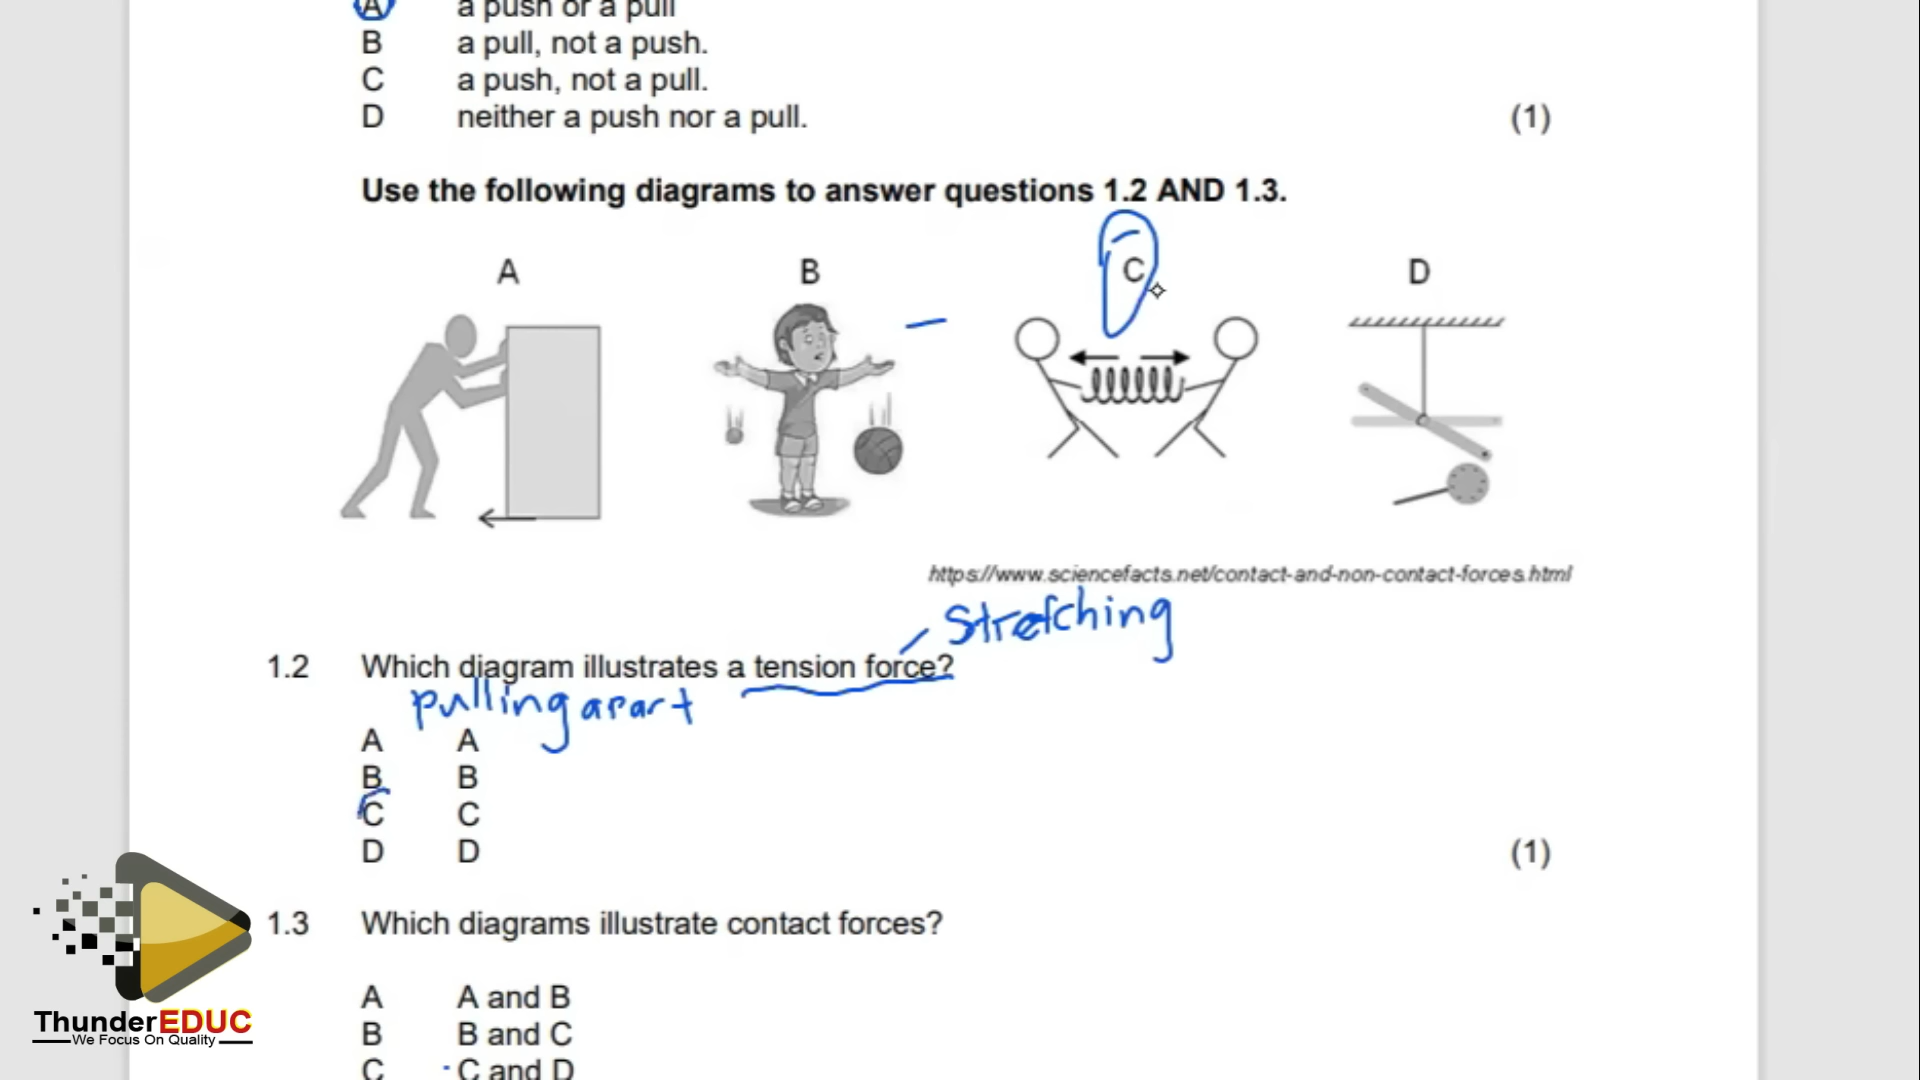 A a push or a pull
B a pull, not a push.
C a push, not a pull.
D neither a push nor a pull. (1)
Use the following diagrams to answer questions 1.2 AND 1.3.
A B C D
https://www.sciencefacts.net/contact-and-non-contact-forces.html
Stretching
1.2 Which diagram illustrates a tension force?
pulling apart
A A
B B
C C
D D (1)
1.3 Which diagrams illustrate contact forces?
A A and B
B B and C
C C and D
ThunderEDUC
We Focus On Quality